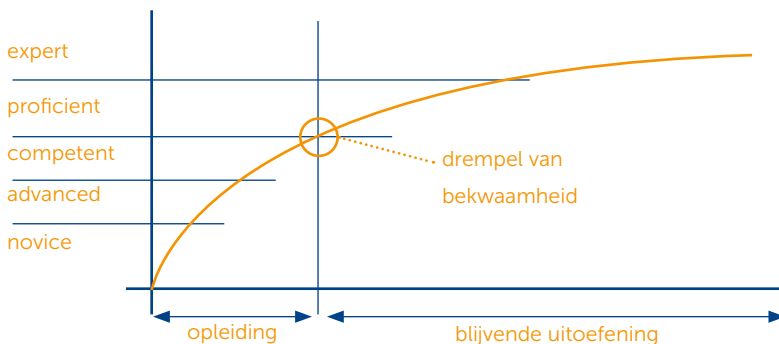 expert
proficient
competent
advanced
novice
drempel van
bekwaamheid
opleiding
blijvende uitoefening